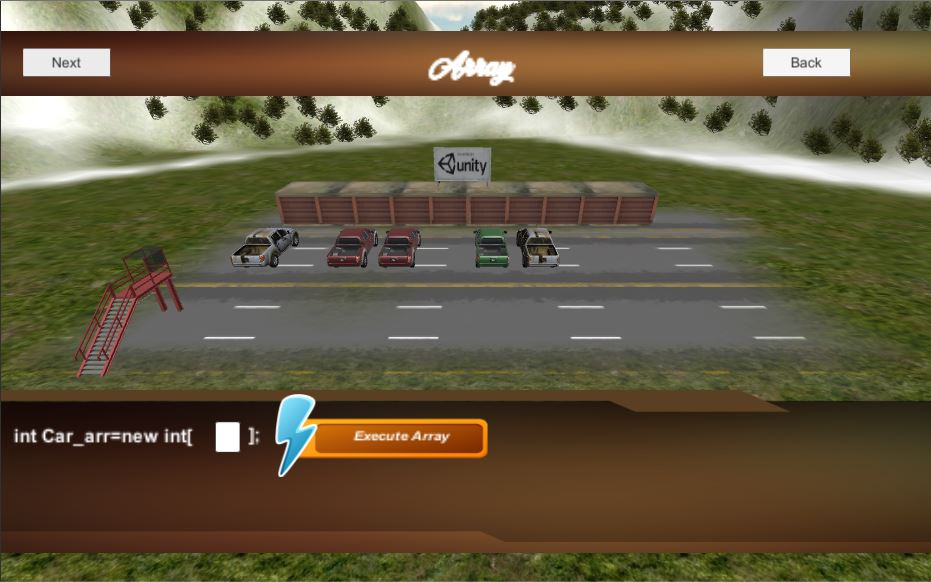 Next
Array
Back
unity
int Car_arr=new int[ ];
Execute Array